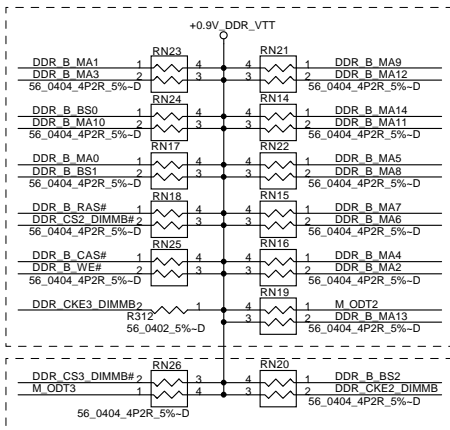 +0.9V_DDR_VTT
RN23 RN21
DDR_B_MA1 1 4 4 1 DDR_B_MA9
DDR_B_MA3 2 3 3 2 DDR_B_MA12
56_0404_4P2R_5%~D 56_0404_4P2R_5%~D
RN24 RN14
DDR_B_BS0 1 4 4 1 DDR_B_MA14
DDR_B_MA10 2 3 3 2 DDR_B_MA11
56_0404_4P2R_5%~D 56_0404_4P2R_5%~D
RN17 RN22
DDR_B_MA0 1 4 4 1 DDR_B_MA5
DDR_B_BS1 2 3 3 2 DDR_B_MA8
56_0404_4P2R_5%~D 56_0404_4P2R_5%~D
RN18 RN15
DDR_B_RAS# 1 4 4 1 DDR_B_MA7
DDR_CS2_DIMMB# 2 3 3 2 DDR_B_MA6
56_0404_4P2R_5%~D 56_0404_4P2R_5%~D
RN25 RN16
DDR_B_CAS# 1 4 4 1 DDR_B_MA4
DDR_B_WE# 2 3 3 2 DDR_B_MA2
56_0404_4P2R_5%~D 56_0404_4P2R_5%~D
RN19
DDR_CKE3_DIMMB 2 1 4 1 M_ODT2
R312 3 2 DDR_B_MA13
56_0402_5%~D 56_0404_4P2R_5%~D
RN26 RN20
DDR_CS3_DIMMB# 2 3 4 1 DDR_B_BS2
M_ODT3 1 4 3 2 DDR_CKE2_DIMMB
56_0404_4P2R_5%~D 56_0404_4P2R_5%~D